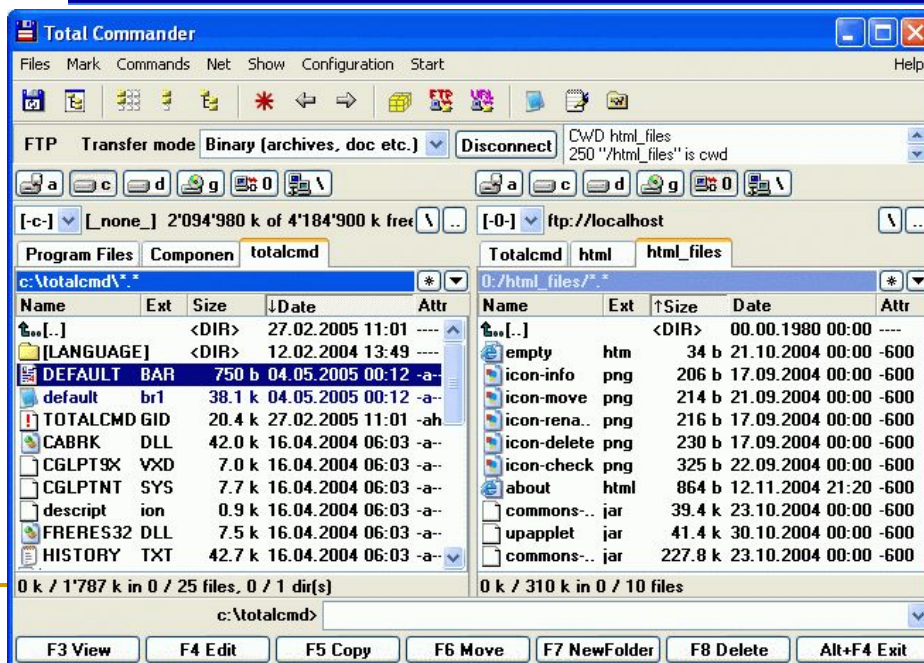 Total Commander
Files Mark Commands Net Show Configuration Start Help
FTP URL
FTP Transfer mode Binary (archives, doc etc.) Disconnect CWD html_files
250 "/html_files" is cwd
a c d g 0 \ a c d g 0 \
[-c-] [_none_] 2'094'980 k of 4'184'900 k free \ .. [-0-] ftp://localhost \ ..
Program Files Componen totalcmd Totalcmd html html_files
c:\totalcmd\*.* * 0:/html_files/*.* *
Name Ext Size ↓Date Attr Name Ext ↑Size Date Attr
[..] <DIR> 27.02.2005 11:01 ---- [..] <DIR> 00.00.1980 00:00 ----
[LANGUAGE] <DIR> 12.02.2004 13:49 ---- empty htm 34 b 21.10.2004 00:00 -600
DEFAULT BAR 750 b 04.05.2005 00:12 -a-- icon-info png 206 b 17.09.2004 00:00 -600
default br1 38.1 k 04.05.2005 00:12 -a-- icon-move png 214 b 21.09.2004 00:00 -600
TOTALCMD GID 20.4 k 27.02.2005 11:01 -ah icon-rena.. png 216 b 17.09.2004 00:00 -600
CABRK DLL 42.0 k 16.04.2004 06:03 -a-- icon-delete png 230 b 17.09.2004 00:00 -600
CGLPT9X VXD 7.0 k 16.04.2004 06:03 -a-- icon-check png 325 b 22.09.2004 00:00 -600
CGLPTNT SYS 7.7 k 16.04.2004 06:03 -a-- about html 864 b 12.11.2004 21:20 -600
descript ion 0.9 k 16.04.2004 06:03 -a-- commons-.. jar 39.4 k 23.10.2004 00:00 -600
FRERES32 DLL 7.5 k 16.04.2004 06:03 -a-- upapplet jar 41.4 k 30.10.2004 00:00 -600
HISTORY TXT 42.7 k 16.04.2004 06:03 -a-- commons-.. jar 227.8 k 23.10.2004 00:00 -600
0 k / 1'787 k in 0 / 25 files, 0 / 1 dir(s) 0 k / 310 k in 0 / 10 files
c:\totalcmd>
F3 View F4 Edit F5 Copy F6 Move F7 NewFolder F8 Delete Alt+F4 Exit